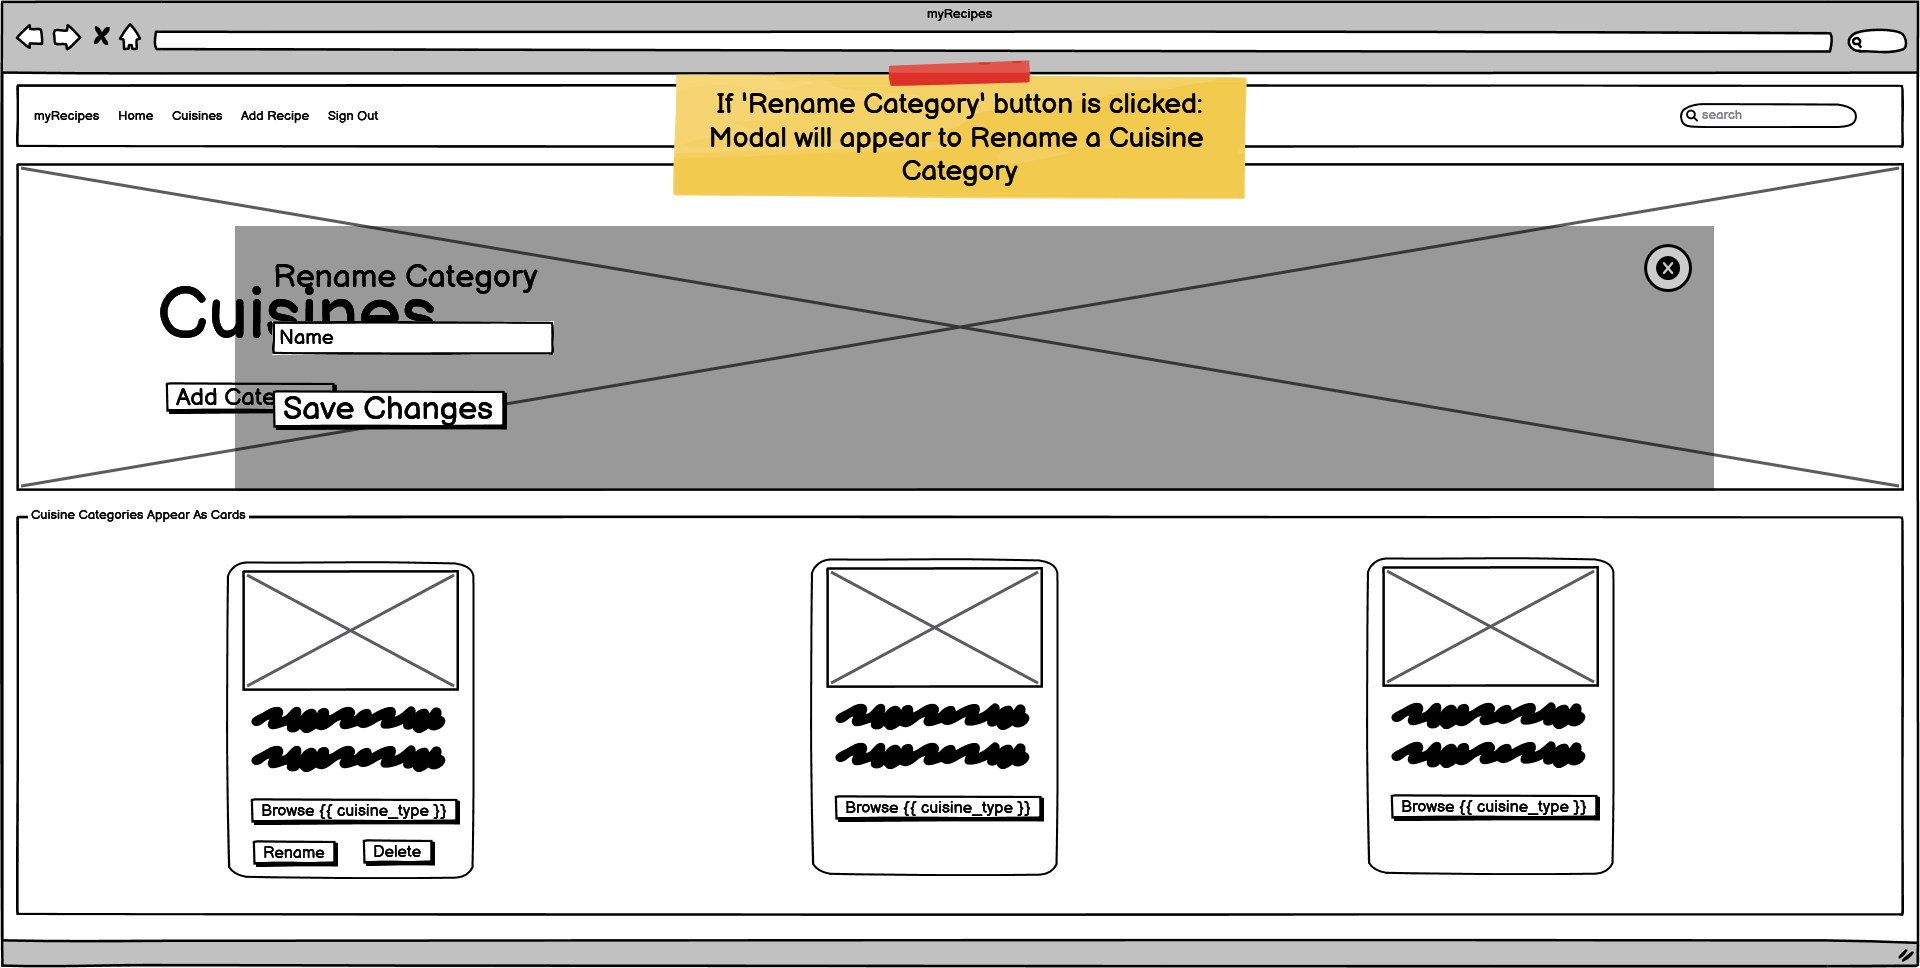 myRecipes
myRecipes Home Cuisines Add Recipe Sign Out
search
If 'Rename Category' button is clicked:
Modal will appear to Rename a Cuisine
Category
Rename Category
Cuisines
Name
Add Cate
Save Changes
Cuisine Categories Appear As Cards
Browse {{ cuisine_type }}
Rename Delete
Browse {{ cuisine_type }}
Browse {{ cuisine_type }}